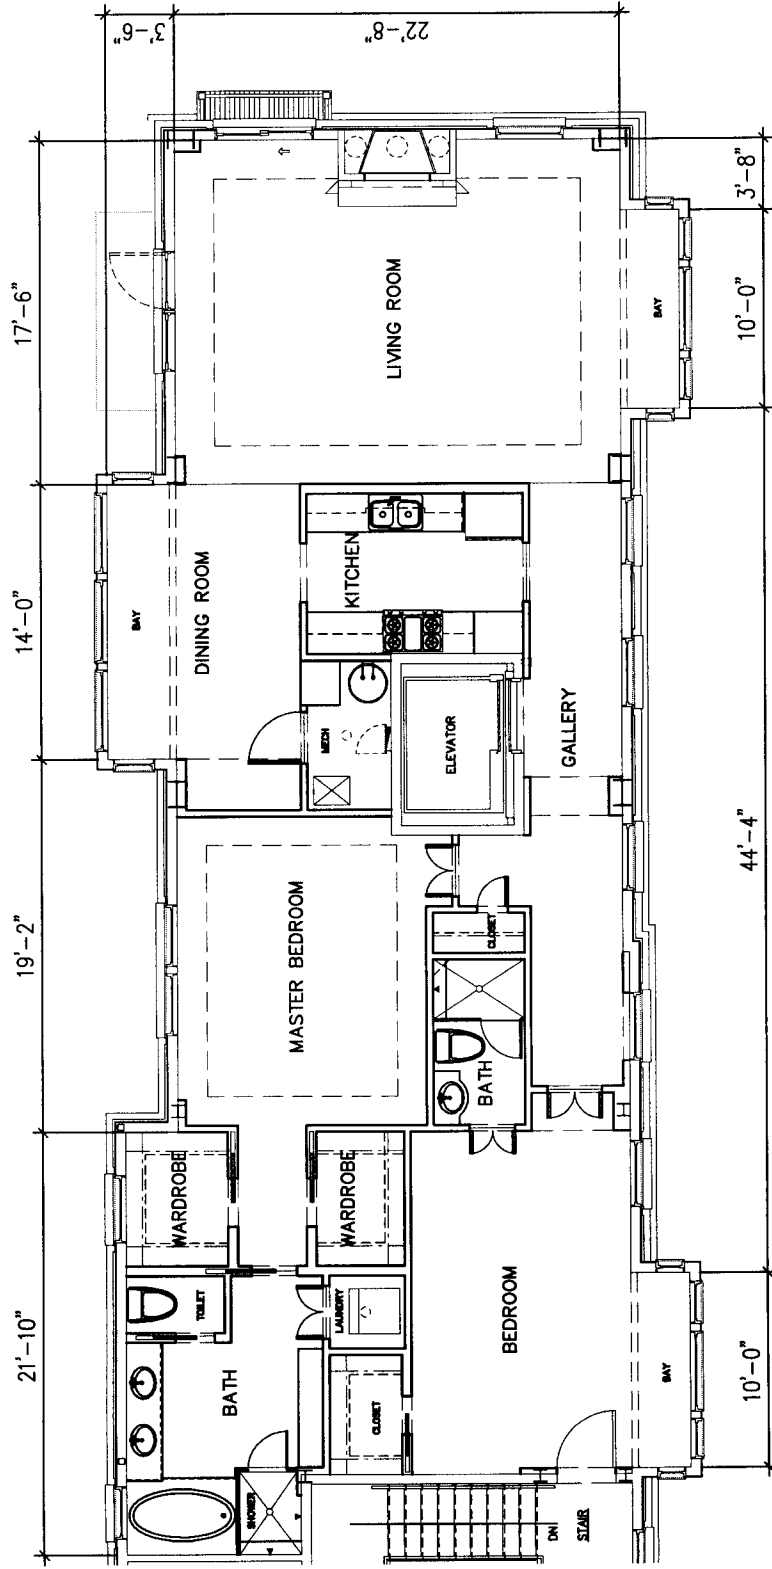 3'-6"
22'-8"
17'-6"
14'-0"
19'-2"
21'-10"
3'-8"
10'-0"
44'-4"
10'-0"
LIVING ROOM
BAY
BAY
DINING ROOM
KITCHEN
MECH
ELEVATOR
GALLERY
MASTER BEDROOM
CLOSET
BATH
WARDROBE
WARDROBE
TOILET
LAUNDRY
BEDROOM
BATH
CLOSET
BAY
SHOWER
DN
STAIR